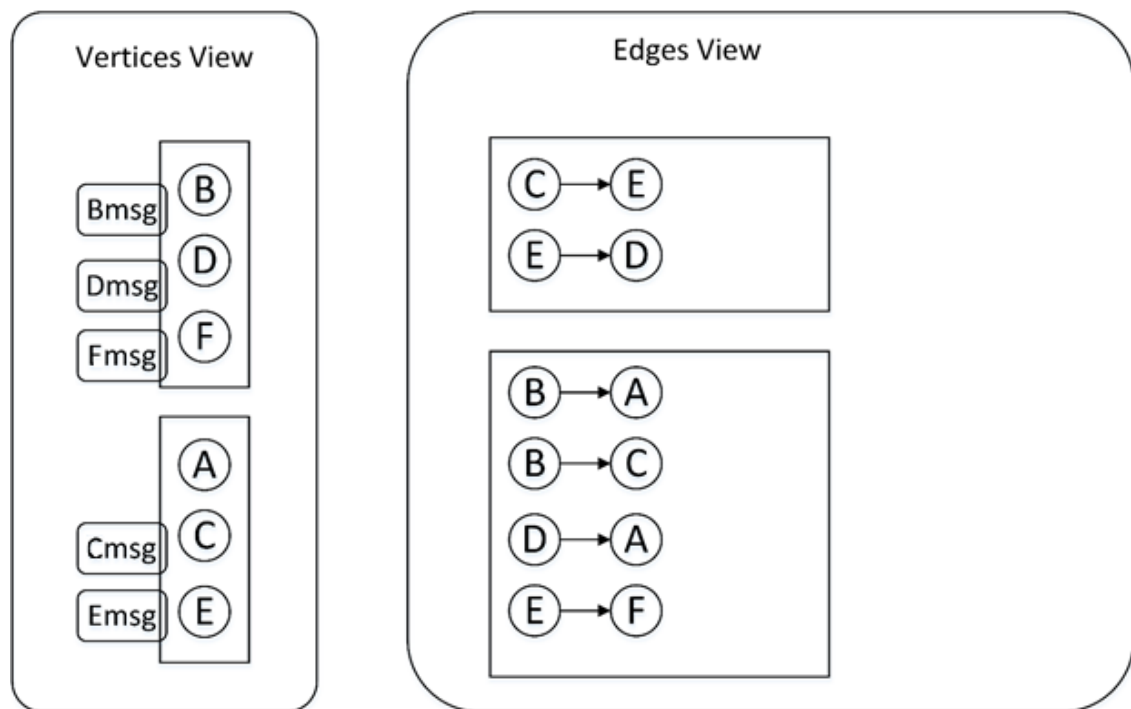 Vertices View
B
Bmsg
D
Dmsg
F
Fmsg
A
C
Cmsg
E
Emsg
Edges View
C E
E D
B A
B C
D A
E F